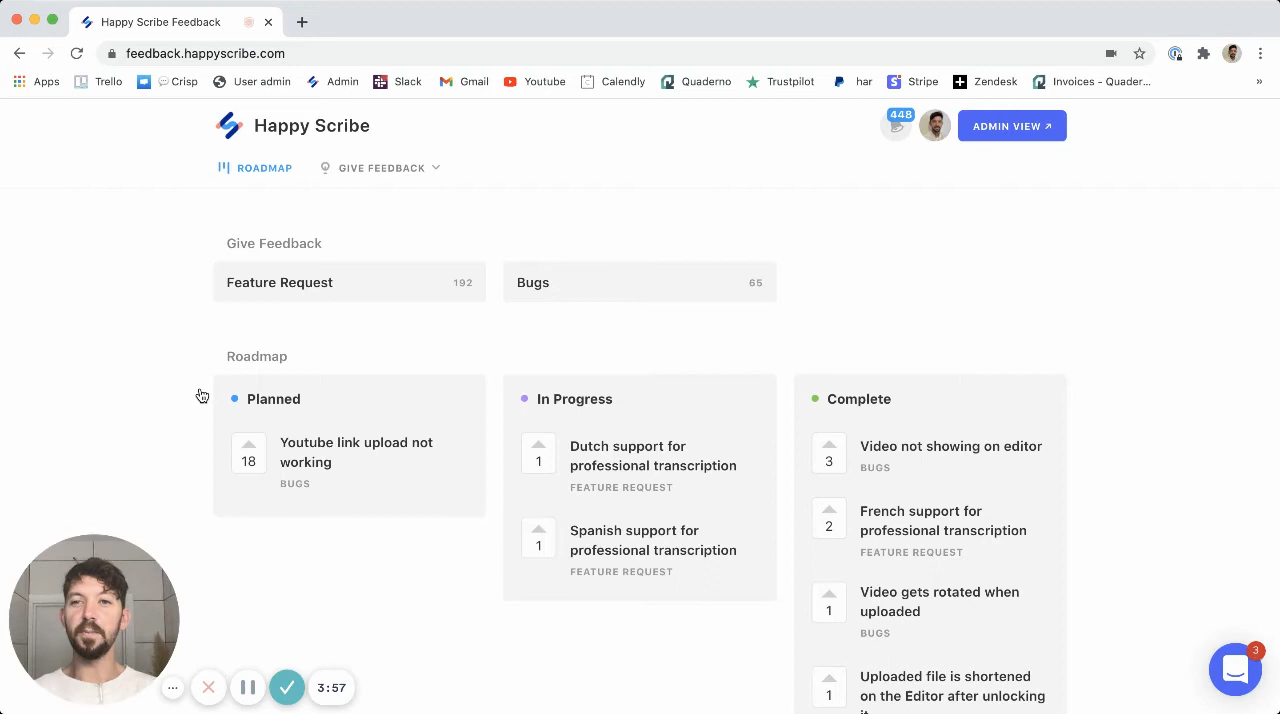 Happy Scribe Feedback
feedback.happyscribe.com
Apps Trello Crisp User admin Admin Slack Gmail Youtube Calendly Quaderno Trustpilot har Stripe Zendesk Invoices - Quader... »
Happy Scribe
448
ADMIN VIEW ↗
ROADMAP GIVE FEEDBACK
Give Feedback
Feature Request 192
Bugs 65
Roadmap
Planned
18
Youtube link upload not
working
BUGS
In Progress
1
Dutch support for
professional transcription
FEATURE REQUEST
1
Spanish support for
professional transcription
FEATURE REQUEST
Complete
3
Video not showing on editor
BUGS
2
French support for
professional transcription
FEATURE REQUEST
1
Video gets rotated when
uploaded
BUGS
1
Uploaded file is shortened
on the Editor after unlocking
it
3:57
3